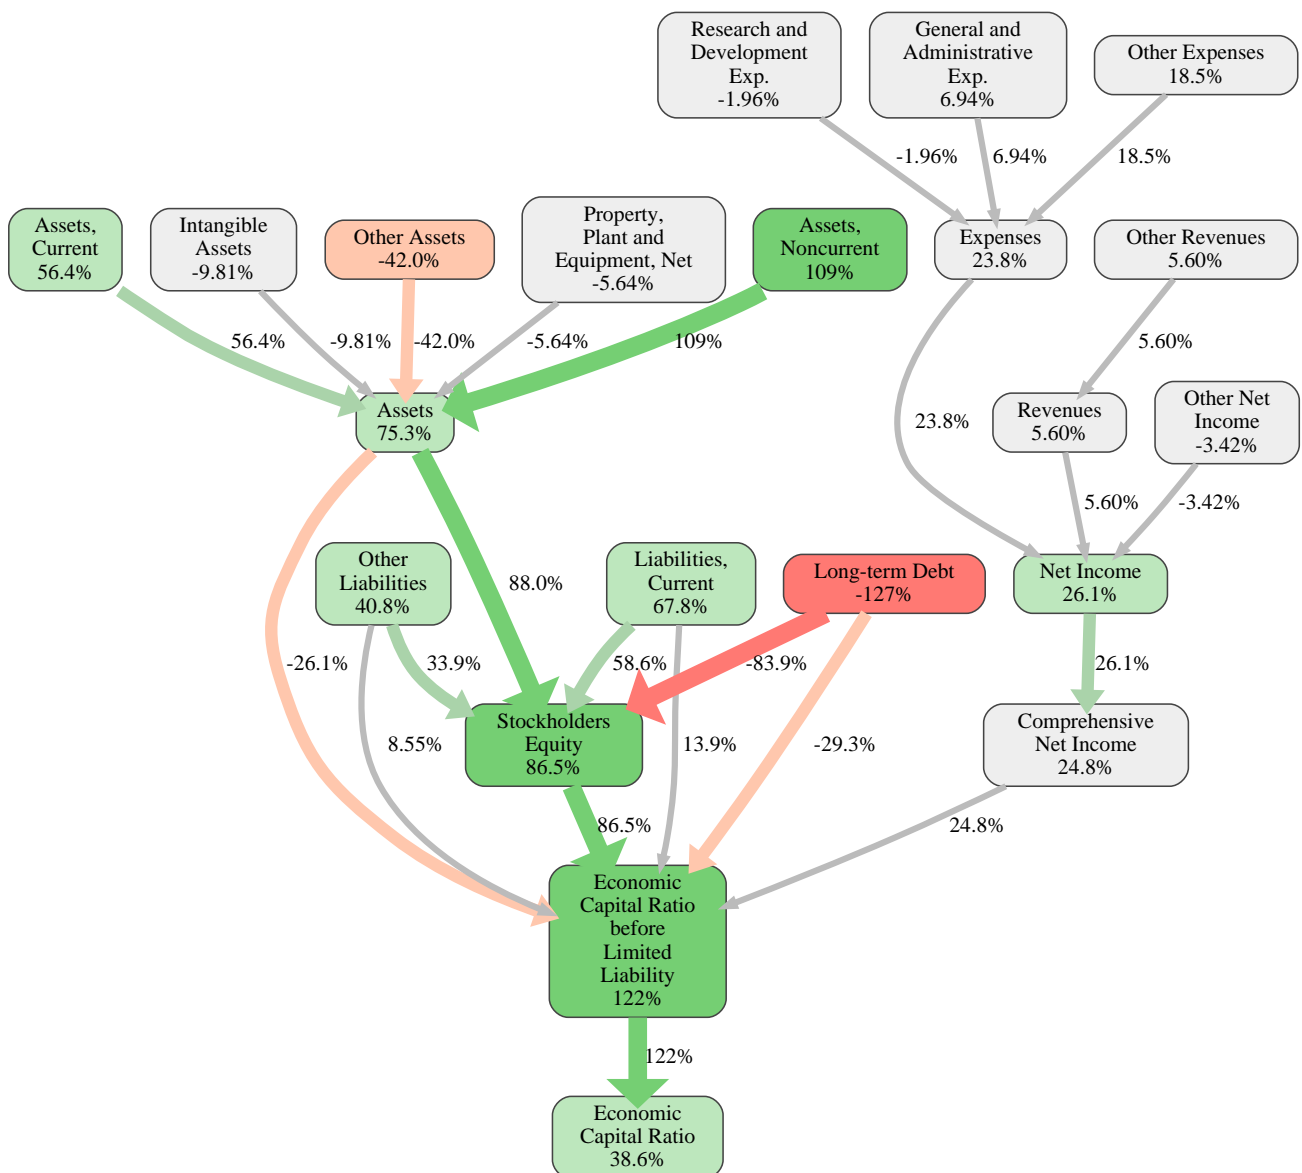 Research and
Development
Exp.
-1.96%
General and
Administrative
Exp.
6.94%
Other Expenses
18.5%
-1.96%
6.94%
18.5%
Assets,
Current
56.4%
Intangible
Assets
-9.81%
Other Assets
-42.0%
Property,
Plant and
Equipment, Net
-5.64%
Assets,
Noncurrent
109%
Expenses
23.8%
Other Revenues
5.60%
56.4%
-9.81%
-42.0%
-5.64%
109%
5.60%
Assets
75.3%
23.8%
Revenues
5.60%
Other Net
Income
-3.42%
5.60%
-3.42%
Other
Liabilities
40.8%
88.0%
Liabilities,
Current
67.8%
Long-term Debt
-127%
Net Income
26.1%
-26.1%
33.9%
58.6%
-83.9%
26.1%
Stockholders
Equity
86.5%
8.55%
13.9%
-29.3%
Comprehensive
Net Income
24.8%
86.5%
24.8%
Economic
Capital Ratio
before
Limited
Liability
122%
122%
Economic
Capital Ratio
38.6%